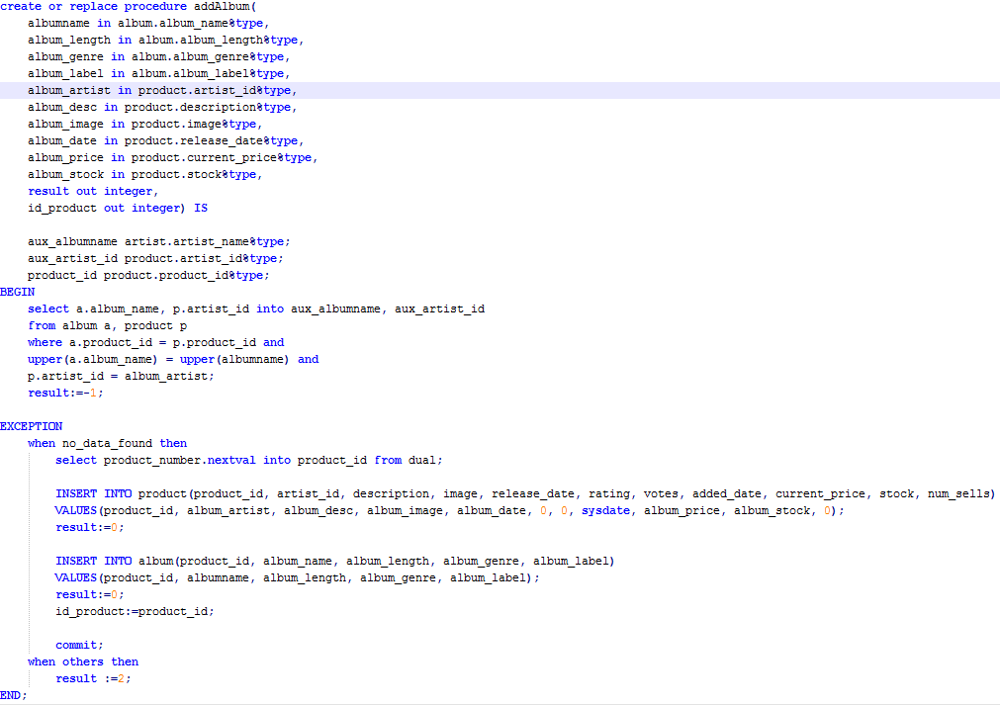 create or replace procedure addAlbum(
    albumname in album.album_name%type,
    album_length in album.album_length%type,
    album_genre in album.album_genre%type,
    album_label in album.album_label%type,
    album_artist in product.artist_id%type,
    album_desc in product.description%type,
    album_image in product.image%type,
    album_date in product.release_date%type,
    album_price in product.current_price%type,
    album_stock in product.stock%type,
    result out integer,
    id_product out integer) IS

    aux_albumname artist.artist_name%type;
    aux_artist_id product.artist_id%type;
    product_id product.product_id%type;
BEGIN
    select a.album_name, p.artist_id into aux_albumname, aux_artist_id
    from album a, product p
    where a.product_id = p.product_id and
    upper(a.album_name) = upper(albumname) and
    p.artist_id = album_artist;
    result:=-1;

EXCEPTION
    when no_data_found then
        select product_number.nextval into product_id from dual;

        INSERT INTO product(product_id, artist_id, description, image, release_date, rating, votes, added_date, current_price, stock, num_sells)
        VALUES(product_id, album_artist, album_desc, album_image, album_date, 0, 0, sysdate, album_price, album_stock, 0);
        result:=0;

        INSERT INTO album(product_id, album_name, album_length, album_genre, album_label)
        VALUES(product_id, albumname, album_length, album_genre, album_label);
        result:=0;
        id_product:=product_id;

        commit;
    when others then
        result :=2;
END;